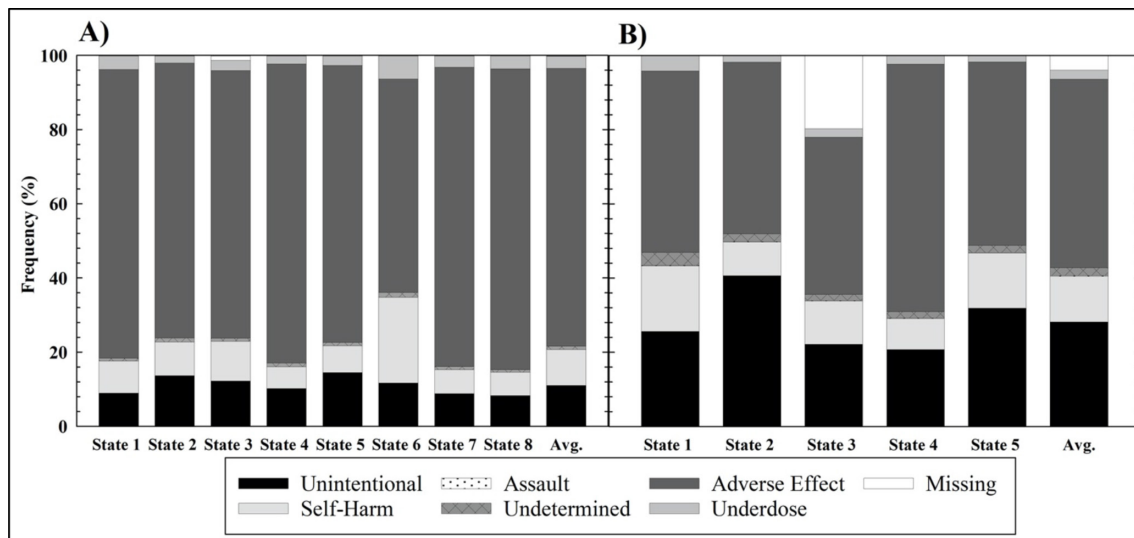 A)
B)
Frequency (%)
100
80
60
40
20
0
State 1 State 2 State 3 State 4 State 5 State 6 State 7 State 8 Avg.
State 1 State 2 State 3 State 4 State 5 Avg.
Unintentional Assault Adverse Effect Missing
Self-Harm Undetermined Underdose